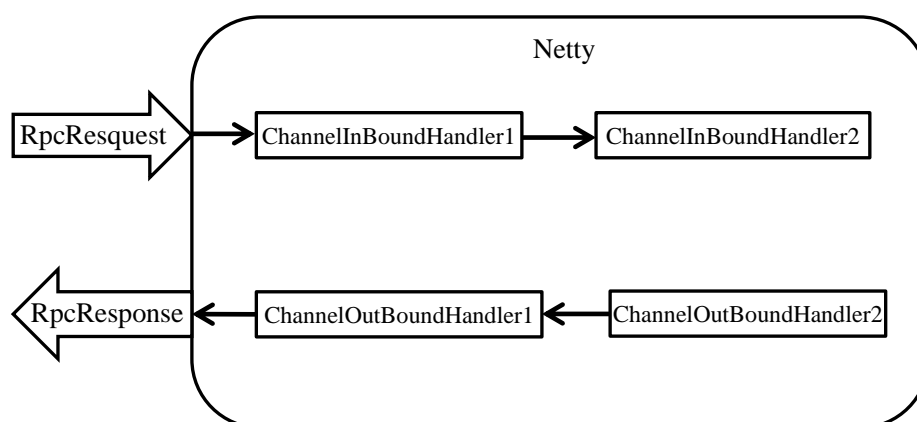 Netty
RpcResquest
ChannelInBoundHandler1
ChannelInBoundHandler2
RpcResponse
ChannelOutBoundHandler1
ChannelOutBoundHandler2